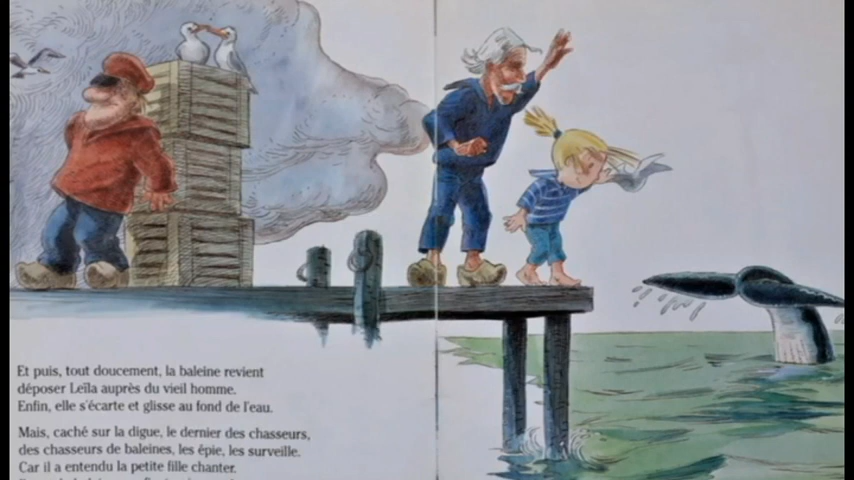 Et puis, tout doucement, la baleine revient
déposer Leïla auprès du vieil homme.
Enfin, elle s'écarte et glisse au fond de l'eau.
Mais, caché sur la digue, le dernier des chasseurs,
des chasseurs de baleines, les épie, les surveille.
Car il a entendu la petite fille chanter.